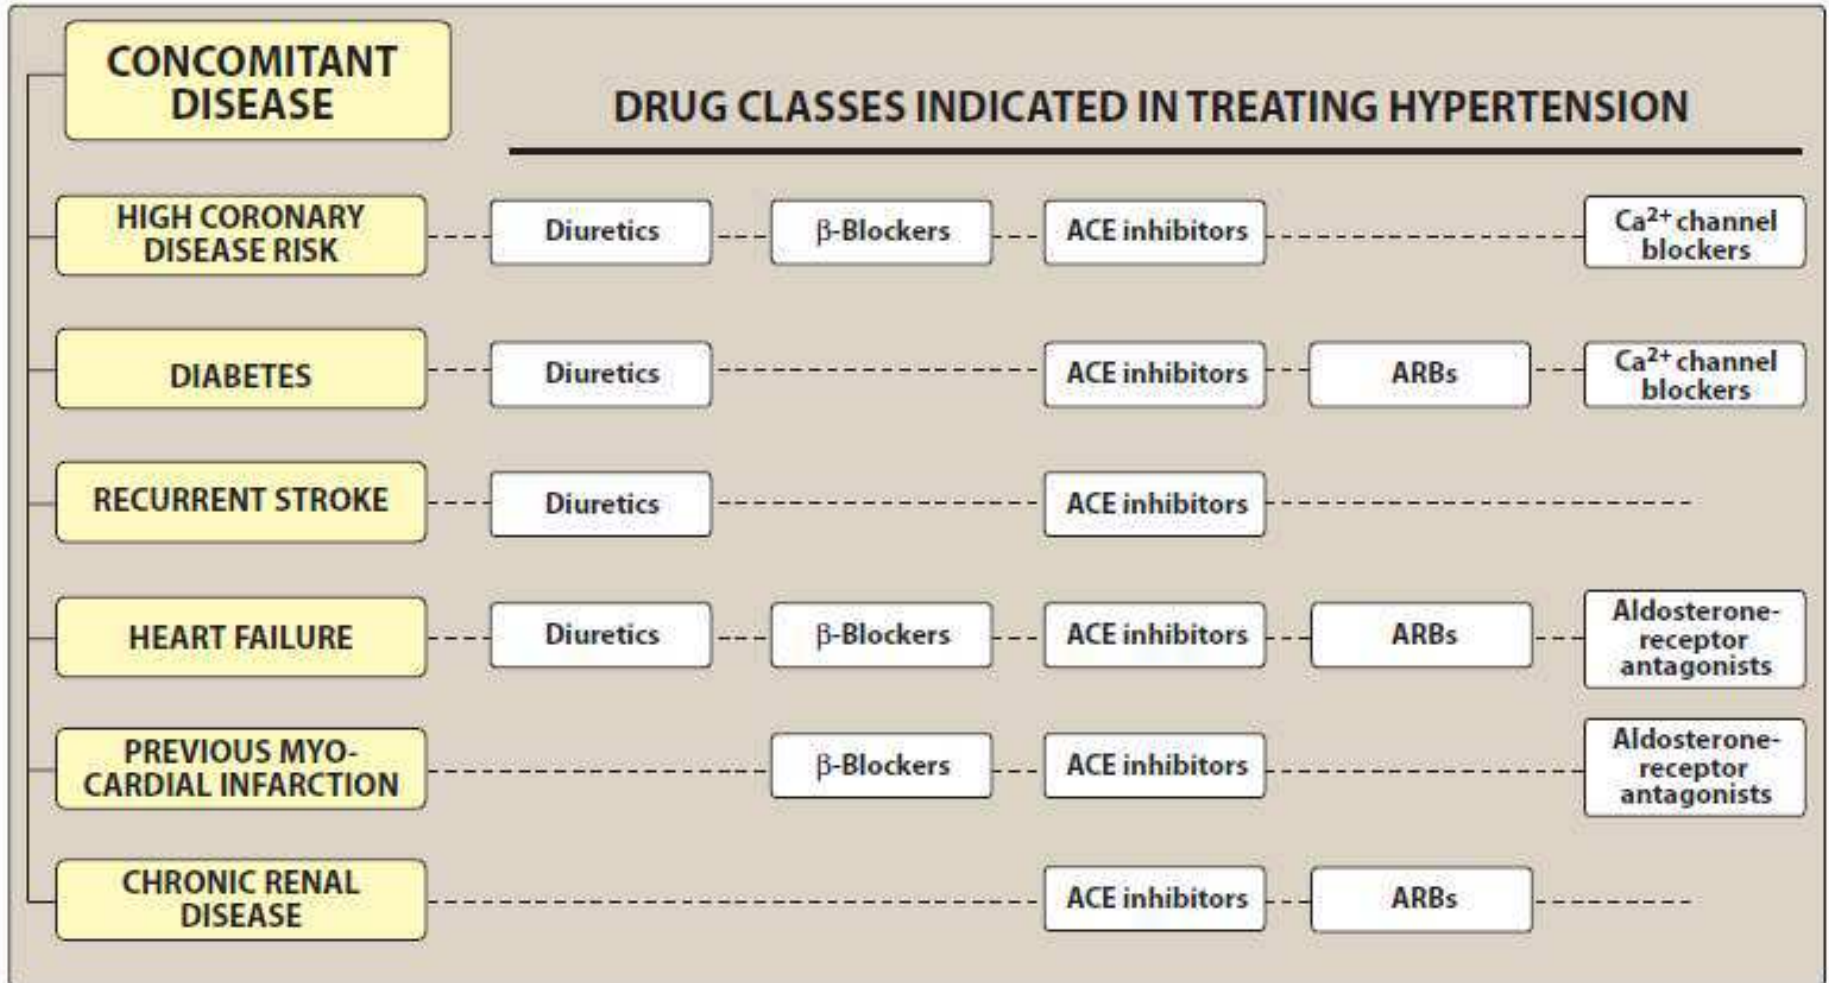 CONCOMITANT
DISEASE
DRUG CLASSES INDICATED IN TREATING HYPERTENSION
HIGH CORONARY
DISEASE RISK
Diuretics
β-Blockers
ACE inhibitors
Ca²⁺ channel
blockers
DIABETES
Diuretics
ACE inhibitors
ARBs
Ca²⁺ channel
blockers
RECURRENT STROKE
Diuretics
ACE inhibitors
HEART FAILURE
Diuretics
β-Blockers
ACE inhibitors
ARBs
Aldosterone-
receptor
antagonists
PREVIOUS MYO-
CARDIAL INFARCTION
β-Blockers
ACE inhibitors
Aldosterone-
receptor
antagonists
CHRONIC RENAL
DISEASE
ACE inhibitors
ARBs